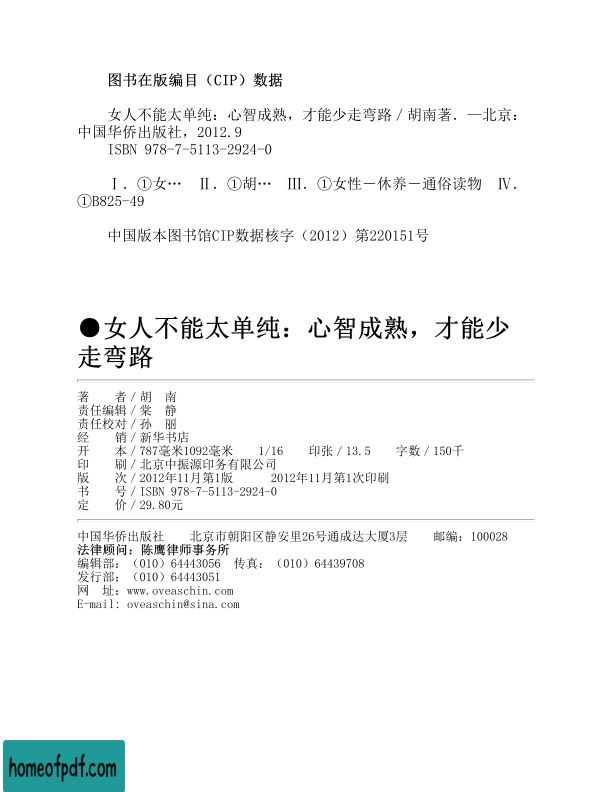 图书在版编目（CIP）数据
女人不能太单纯：心智成熟，才能少走弯路／胡南著．—北京：
中国华侨出版社，2012.9
ISBN 978-7-5113-2924-0
Ⅰ．①女… Ⅱ．①胡… Ⅲ．①女性－休养－通俗读物 Ⅳ．
①B825-49
中国版本图书馆CIP数据核字（2012）第220151号
●女人不能太单纯：心智成熟，才能少
走弯路
著　　者／胡　南
责任编辑／棠　静
责任校对／孙　丽
经　　销／新华书店
开　　本／787毫米1092毫米　　1/16　　印张／13.5　　字数／150千
印　　刷／北京中振源印务有限公司
版　　次／2012年11月第1版　　　2012年11月第1次印刷
书　　号／ISBN 978-7-5113-2924-0
定　　价／29.80元
中国华侨出版社　　北京市朝阳区静安里26号通成达大厦3层　　邮编：100028
法律顾问：陈鹰律师事务所
编辑部：（010）64443056　传真：（010）64439708
发行部：（010）64443051
网　址：www.oveaschin.com
E-mail: oveaschin@sina.com
homeofpdf.com